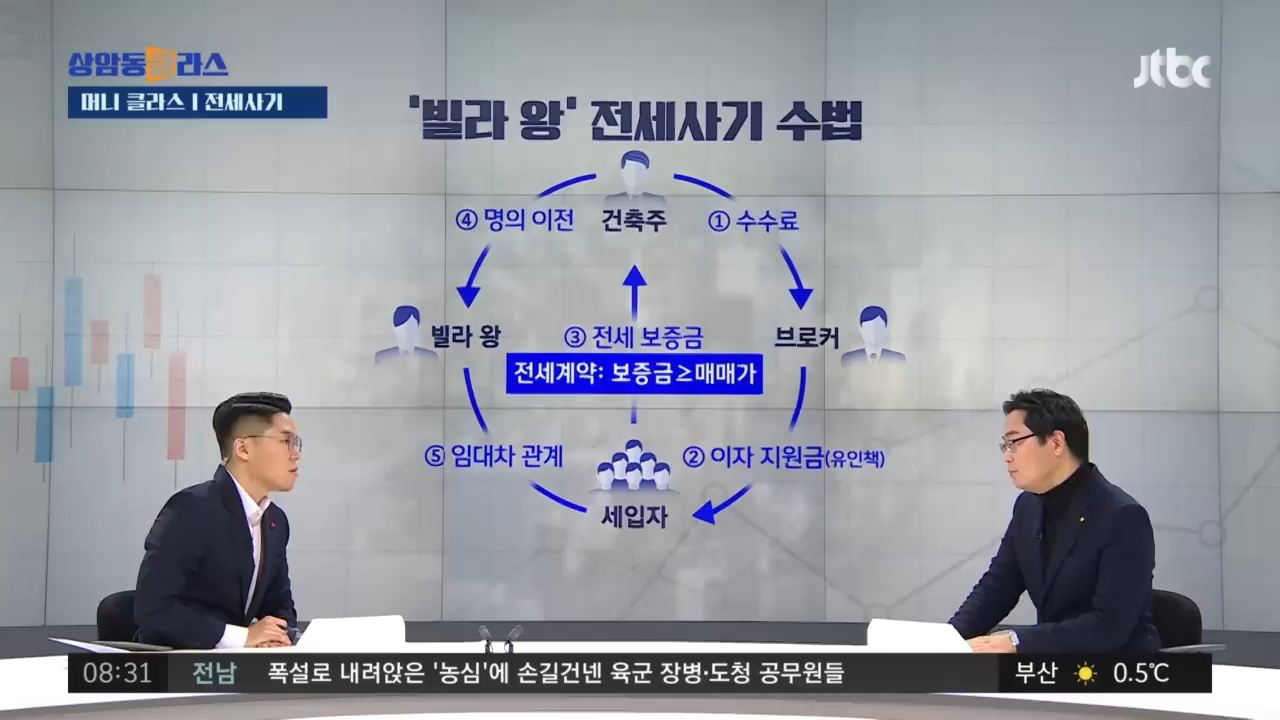 상암동클라스
머니 클라스 | 전세사기
jtbc
'빌라 왕' 전세사기 수법
④ 명의 이전
건축주
① 수수료
빌라 왕
③ 전세 보증금
브로커
전세계약: 보증금≥매매가
⑤ 임대차 관계
② 이자 지원금(유인책)
세입자
08:31 전남 폭설로 내려앉은 '농심'에 손길건넨 육군 장병·도청 공무원들 부산 0.5℃